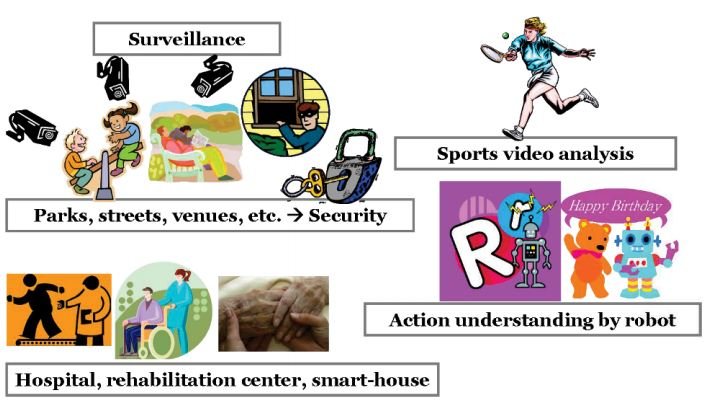 Surveillance
Parks, streets, venues, etc. → Security
Sports video analysis
R r
Happy Birthday
Action understanding by robot
Hospital, rehabilitation center, smart-house